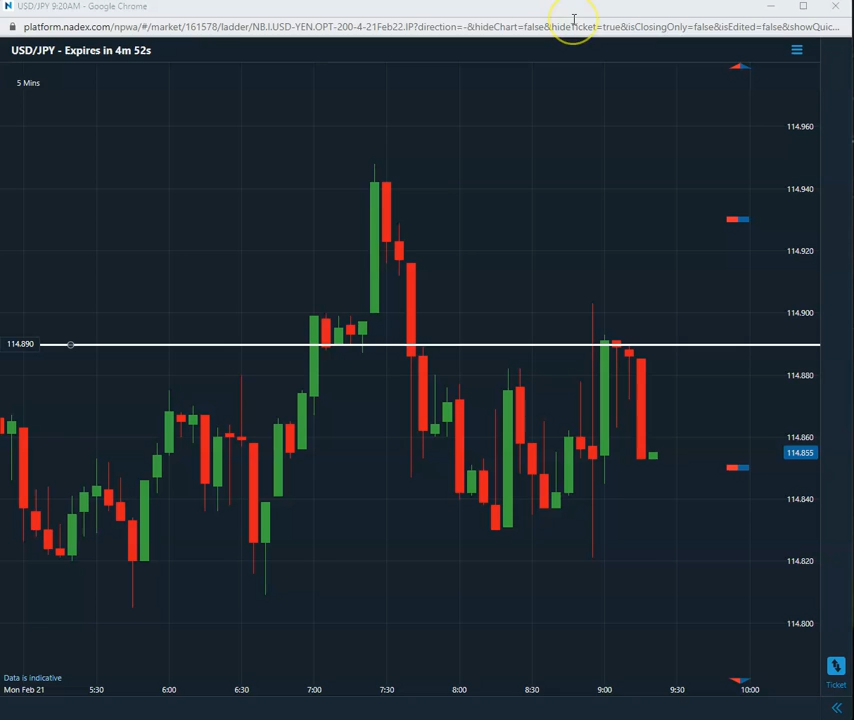 USD/JPY 9:20AM - Google Chrome
platform.nadex.com/npwa/#/market/161578/ladder/NB.I.USD-YEN.OPT-200-4-21Feb22.IP?direction=-&hideChart=false&hideTicket=true&isClosingOnly=false&isEdited=false&showQuic...
USD/JPY - Expires in 4m 52s
5 Mins
114.960
114.940
114.920
114.900
114.890
114.880
114.860
114.855
114.840
114.820
114.800
Data is indicative
Ticket
Mon Feb 21 5:30 6:00 6:30 7:00 7:30 8:00 8:30 9:00 9:30 10:00